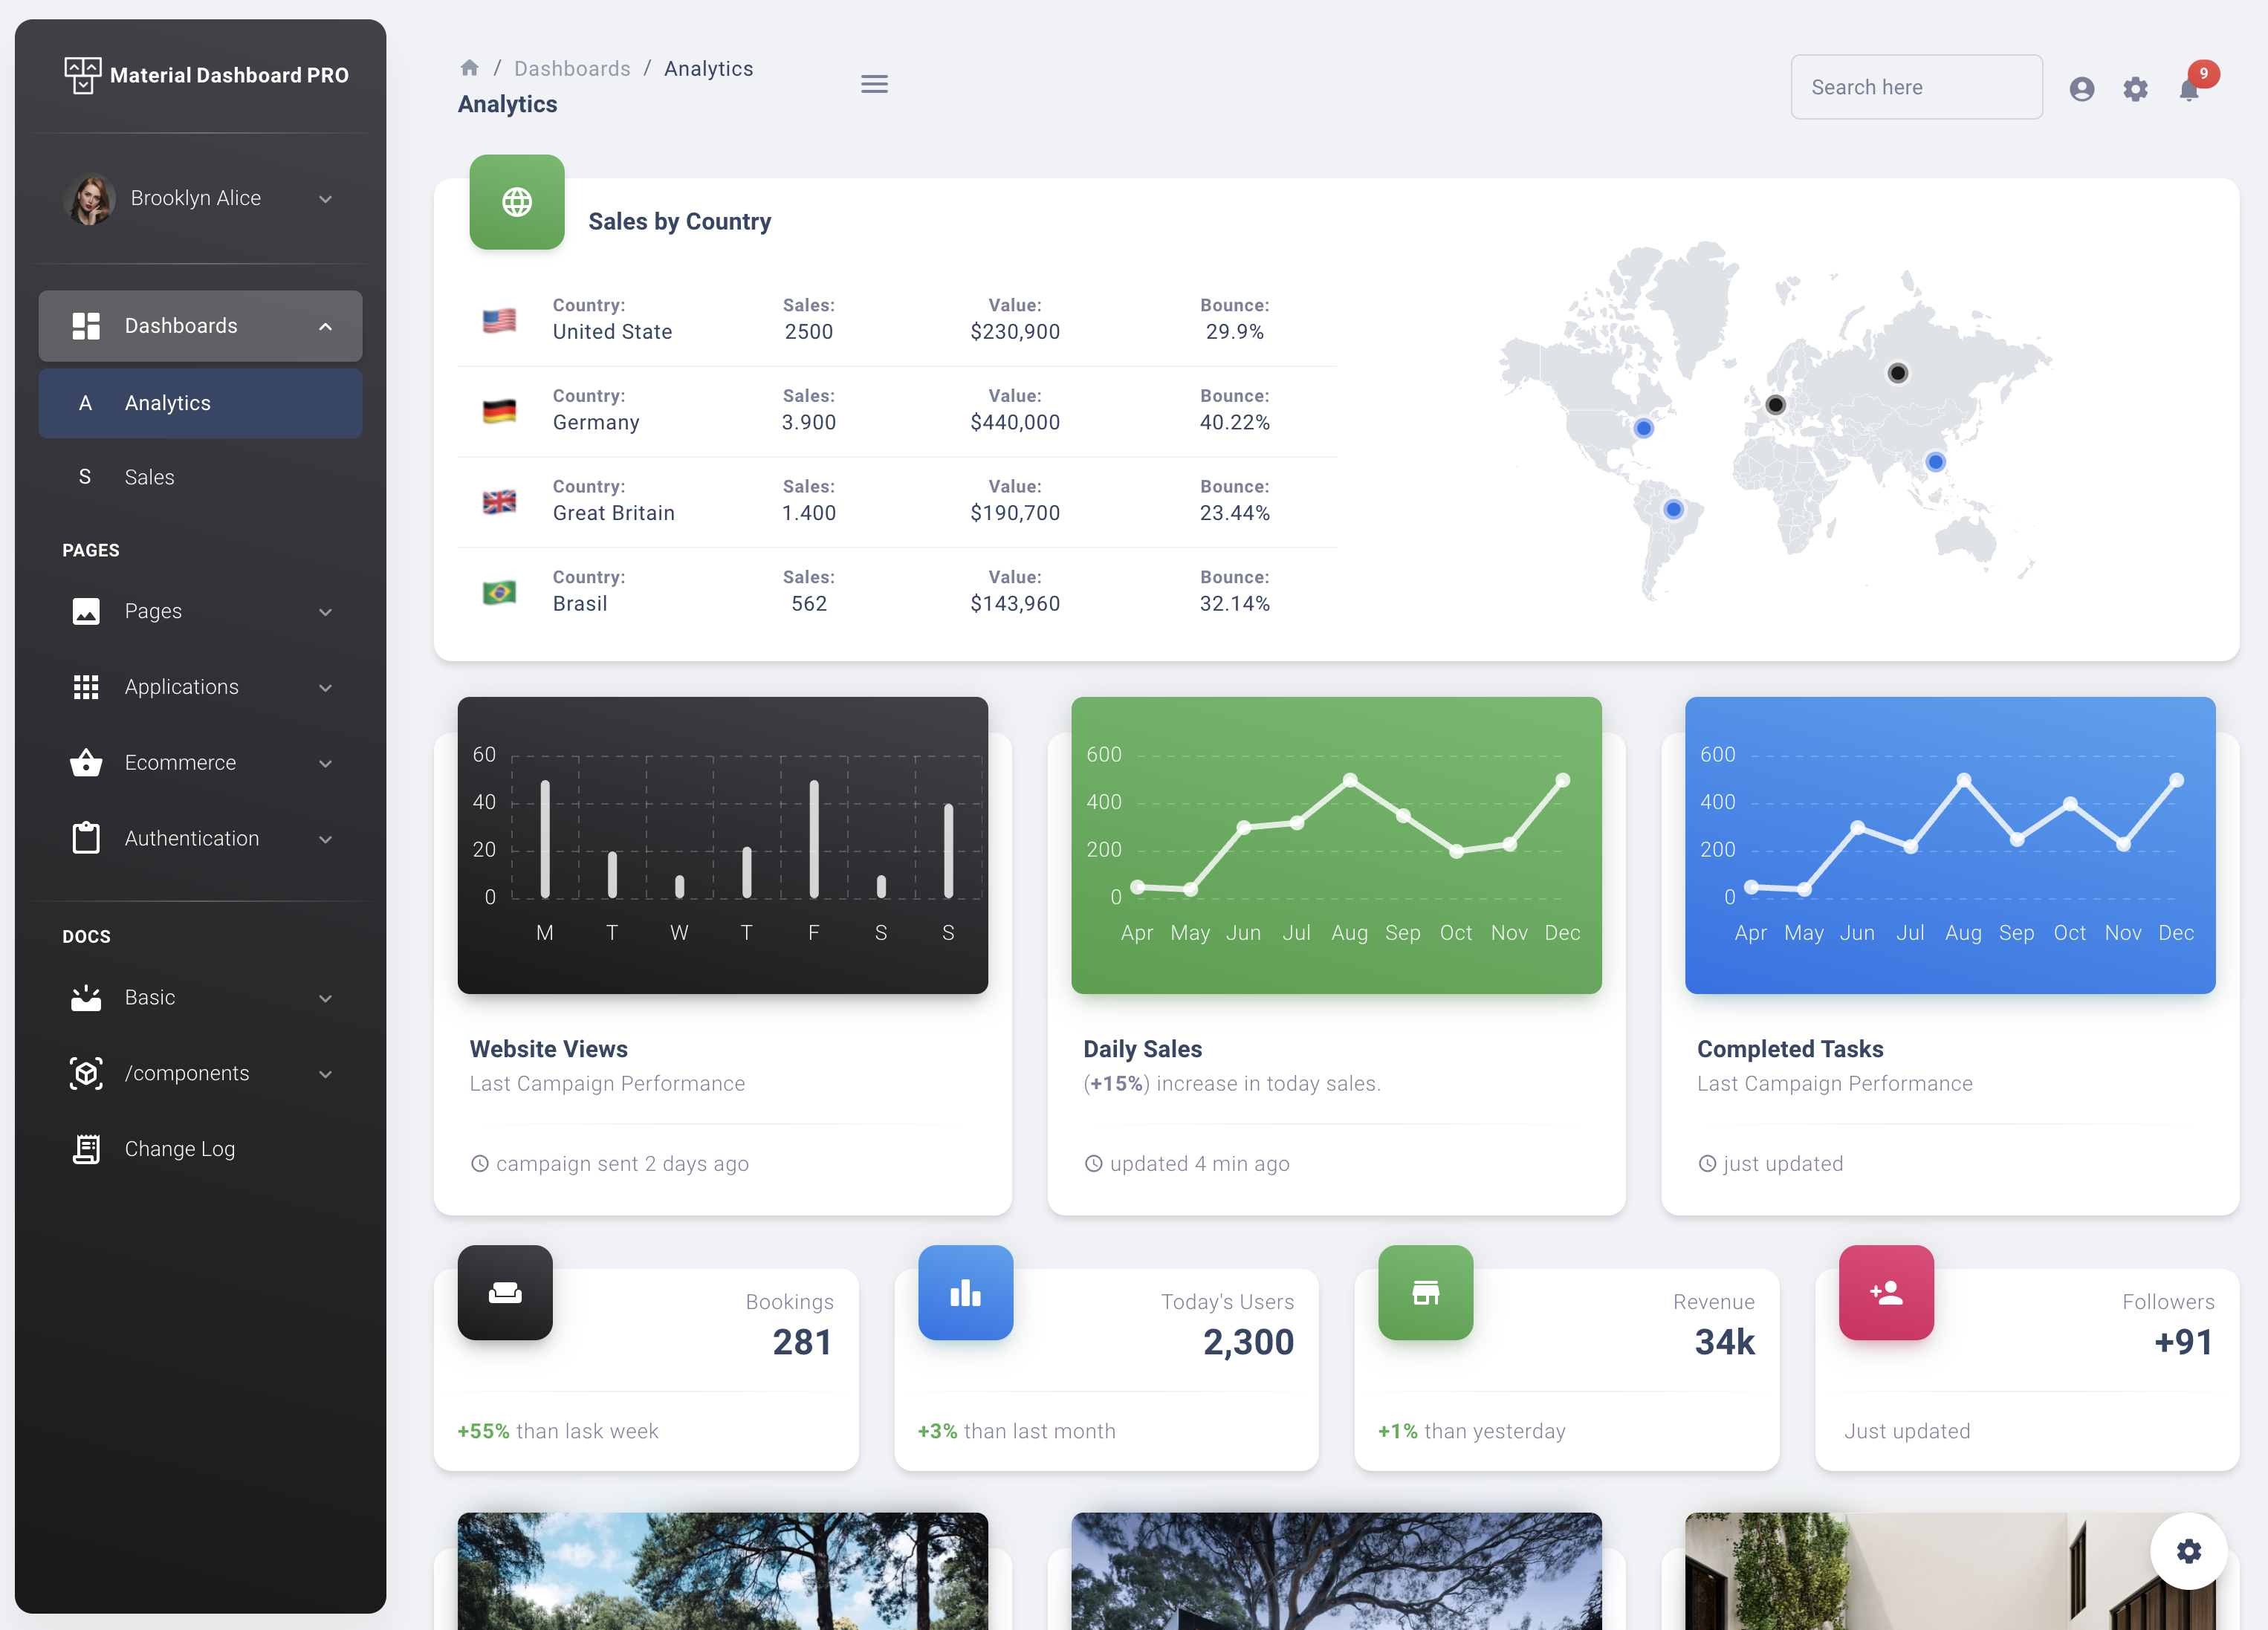 Material Dashboard PRO
Brooklyn Alice
Dashboards
A Analytics
S Sales
PAGES
Pages
Applications
Ecommerce
Authentication
DOCS
Basic
/components
Change Log
/ Dashboards / Analytics
Analytics
Search here
9
Sales by Country
Country: Sales: Value: Bounce:
United State 2500 $230,900 29.9%
Country: Sales: Value: Bounce:
Germany 3.900 $440,000 40.22%
Country: Sales: Value: Bounce:
Great Britain 1.400 $190,700 23.44%
Country: Sales: Value: Bounce:
Brasil 562 $143,960 32.14%
60
40
20
0
M T W T F S S
Website Views
Last Campaign Performance
campaign sent 2 days ago
600
400
200
0
Apr May Jun Jul Aug Sep Oct Nov Dec
Daily Sales
(+15%) increase in today sales.
updated 4 min ago
600
400
200
0
Apr May Jun Jul Aug Sep Oct Nov Dec
Completed Tasks
Last Campaign Performance
just updated
Bookings
281
+55% than lask week
Today's Users
2,300
+3% than last month
Revenue
34k
+1% than yesterday
Followers
+91
Just updated